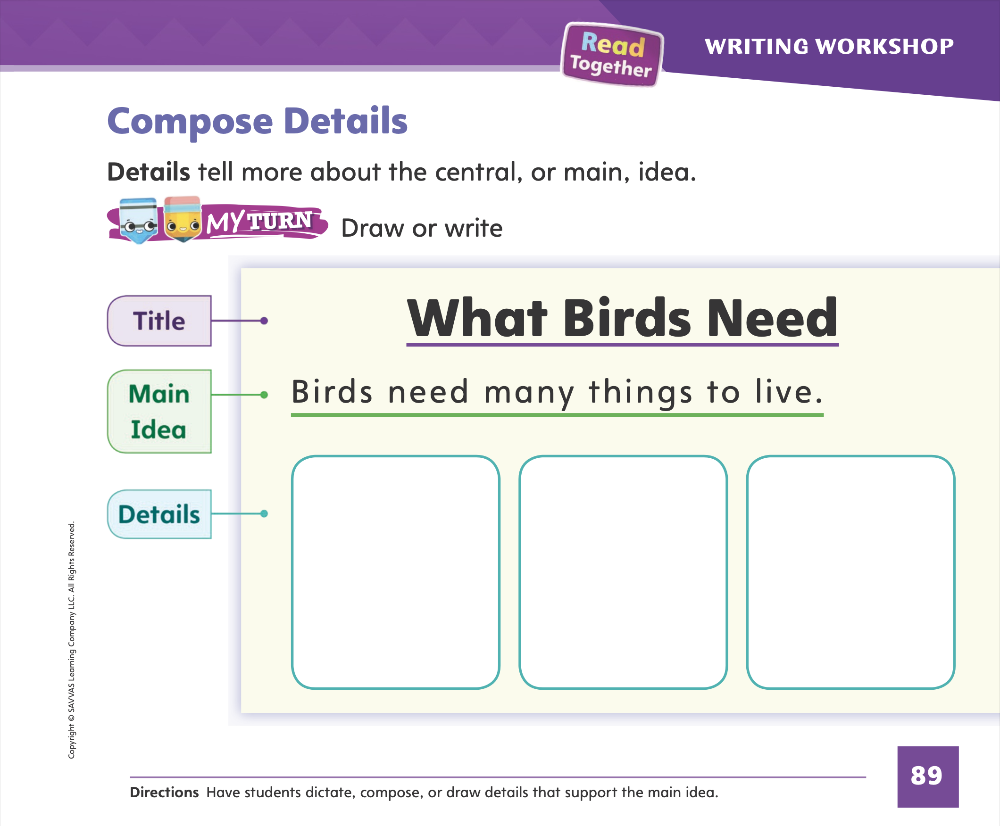 Read
Together
WRITING WORKSHOP
Compose Details
Details tell more about the central, or main, idea.
MY TURN Draw or write
Title
What Birds Need
Main
Idea
Birds need many things to live.
Details
Copyright © SAVVAS Learning Company LLC. All Rights Reserved.
Directions Have students dictate, compose, or draw details that support the main idea.
89